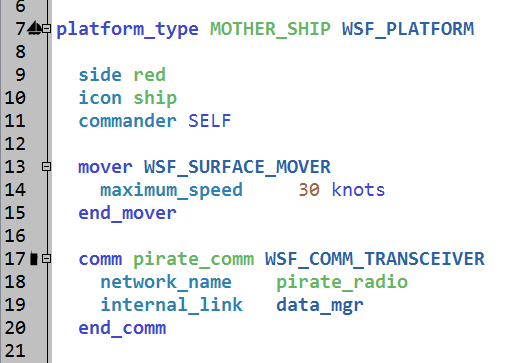 6
7 platform_type MOTHER_SHIP WSF_PLATFORM
8
9 side red
10 icon ship
11 commander SELF
12
13 mover WSF_SURFACE_MOVER
14 maximum_speed 30 knots
15 end_mover
16
17 comm pirate_comm WSF_COMM_TRANSCEIVER
18 network_name pirate_radio
19 internal_link data_mgr
20 end_comm
21